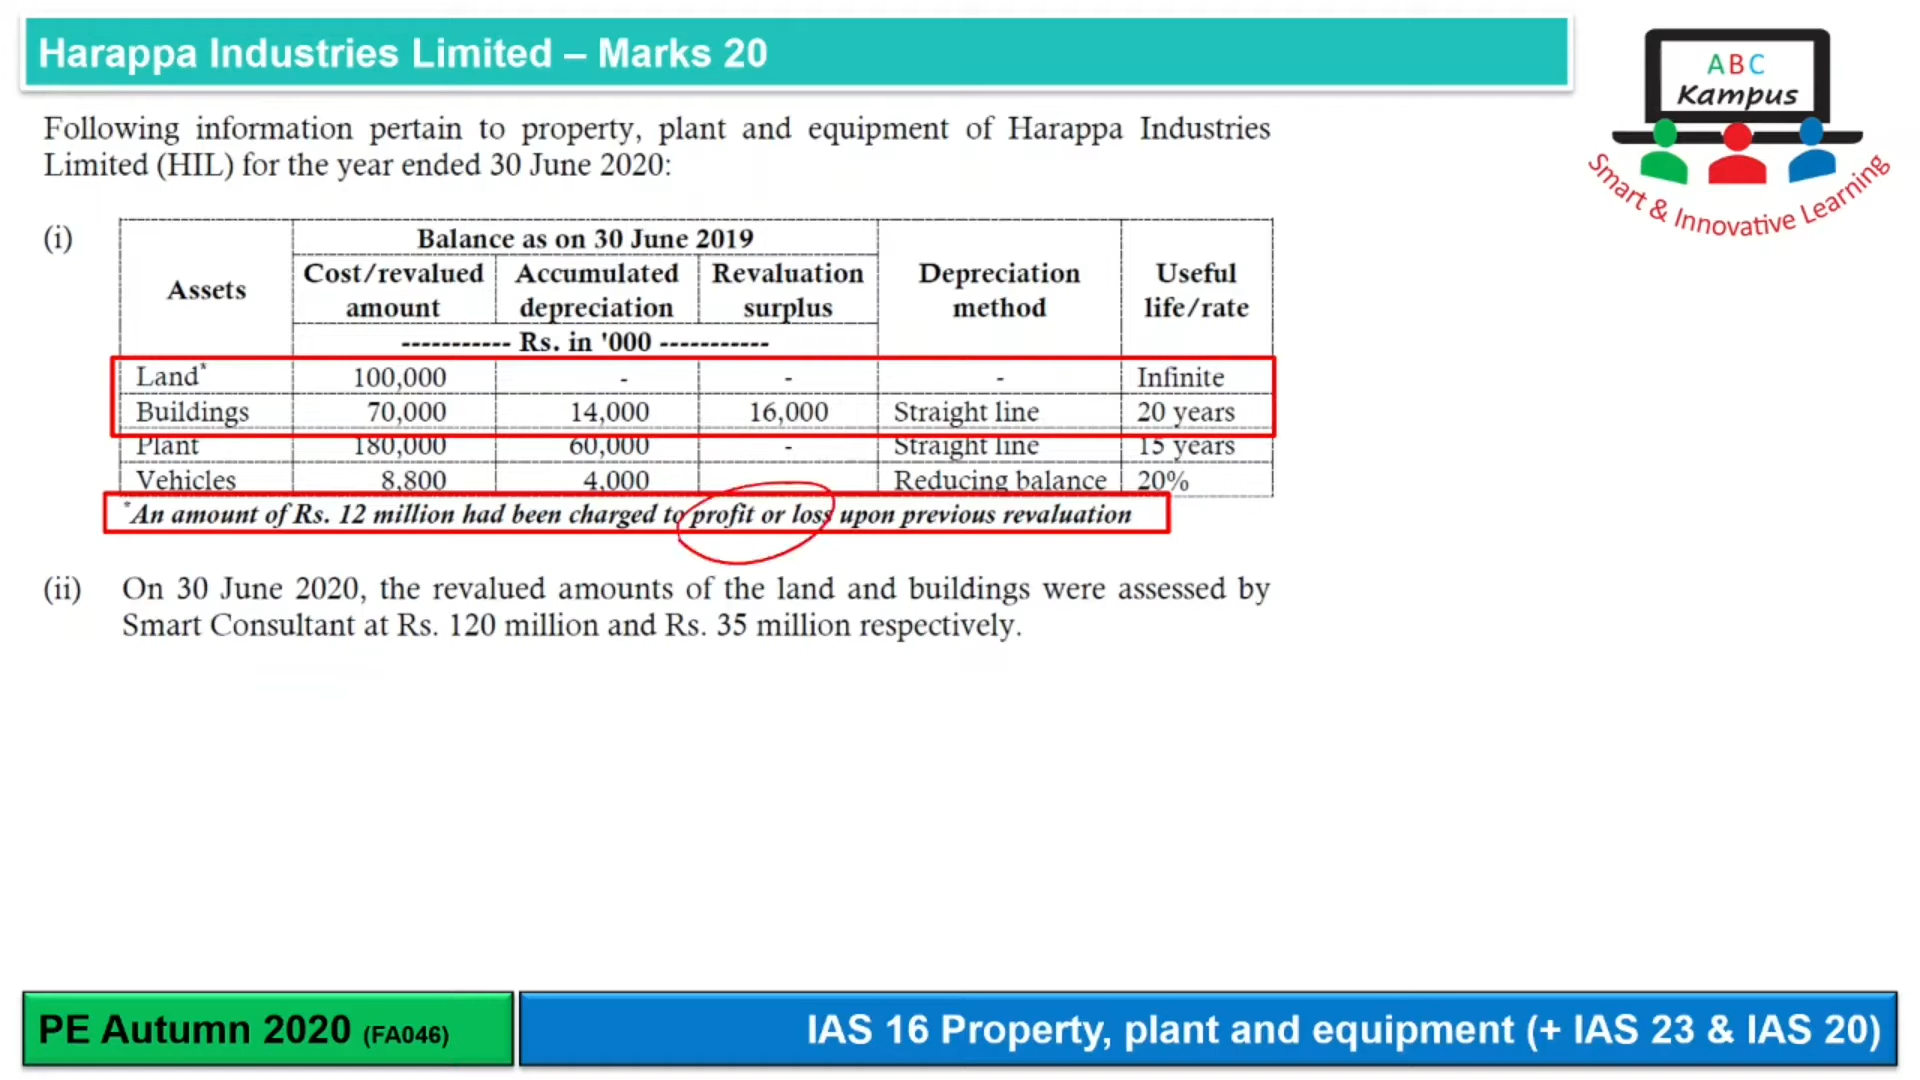 Harappa Industries Limited – Marks 20
ABC
Kampus
Smart & Innovative Learning
Following information pertain to property, plant and equipment of Harappa Industries
Limited (HIL) for the year ended 30 June 2020:
(i)
Assets
Balance as on 30 June 2019
Cost/revalued amount
Accumulated depreciation
Revaluation surplus
Depreciation method
Useful life/rate
----------- Rs. in '000 -----------
Land* 100,000 - - - Infinite
Buildings 70,000 14,000 16,000 Straight line 20 years
Plant 180,000 60,000 - Straight line 15 years
Vehicles 8,800 4,000 Reducing balance 20%
*An amount of Rs. 12 million had been charged to profit or loss upon previous revaluation
(ii) On 30 June 2020, the revalued amounts of the land and buildings were assessed by
Smart Consultant at Rs. 120 million and Rs. 35 million respectively.
PE Autumn 2020 (FA046)
IAS 16 Property, plant and equipment (+ IAS 23 & IAS 20)